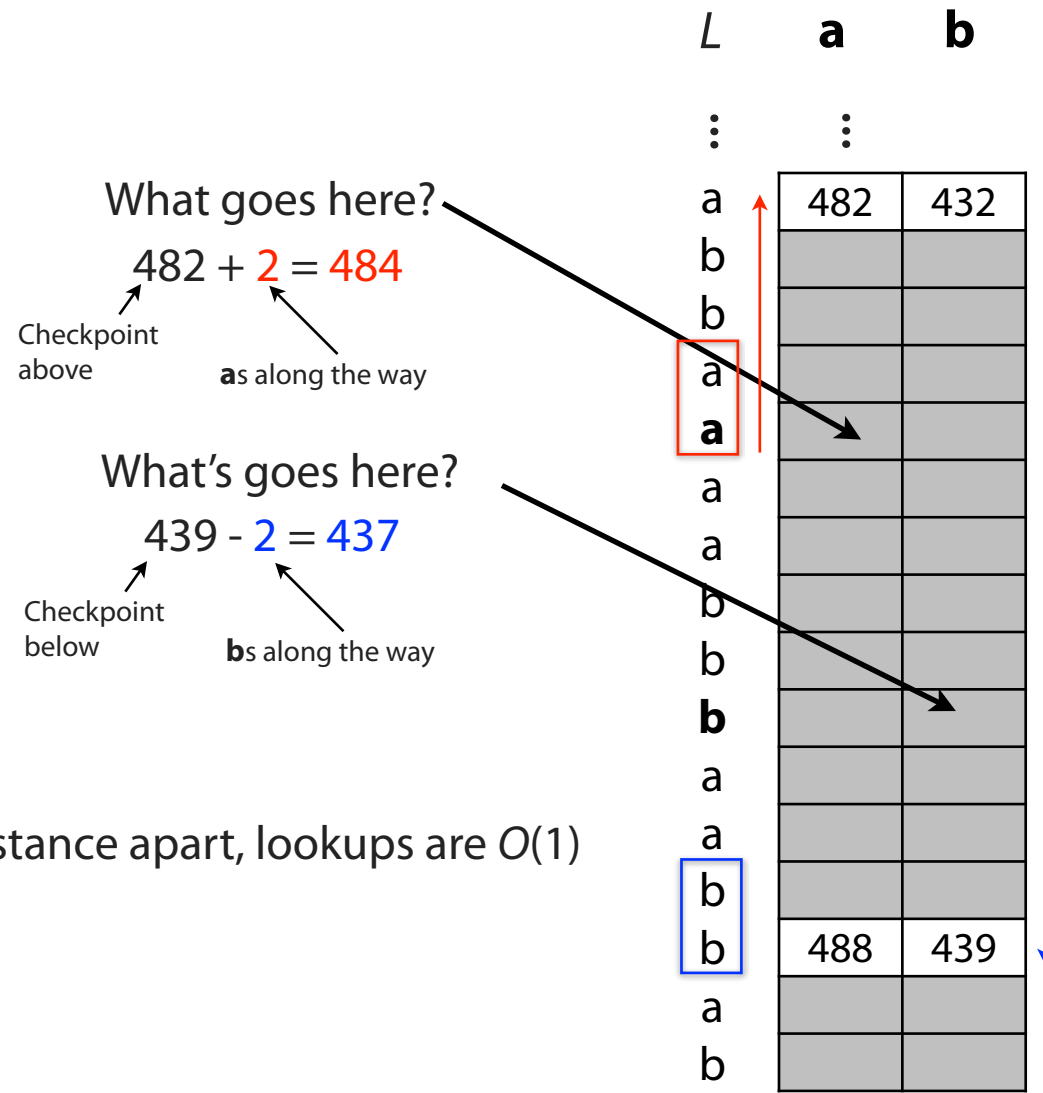 L a b
⋮ ⋮
What goes here?
482 + 2 = 484
Checkpoint
above
as along the way
What's goes here?
439 - 2 = 437
Checkpoint
below
bs along the way
stance apart, lookups are O(1)
a 482 432
b
b
a
a
a
a
b
b
b
a
a
b
b 488 439
a
b